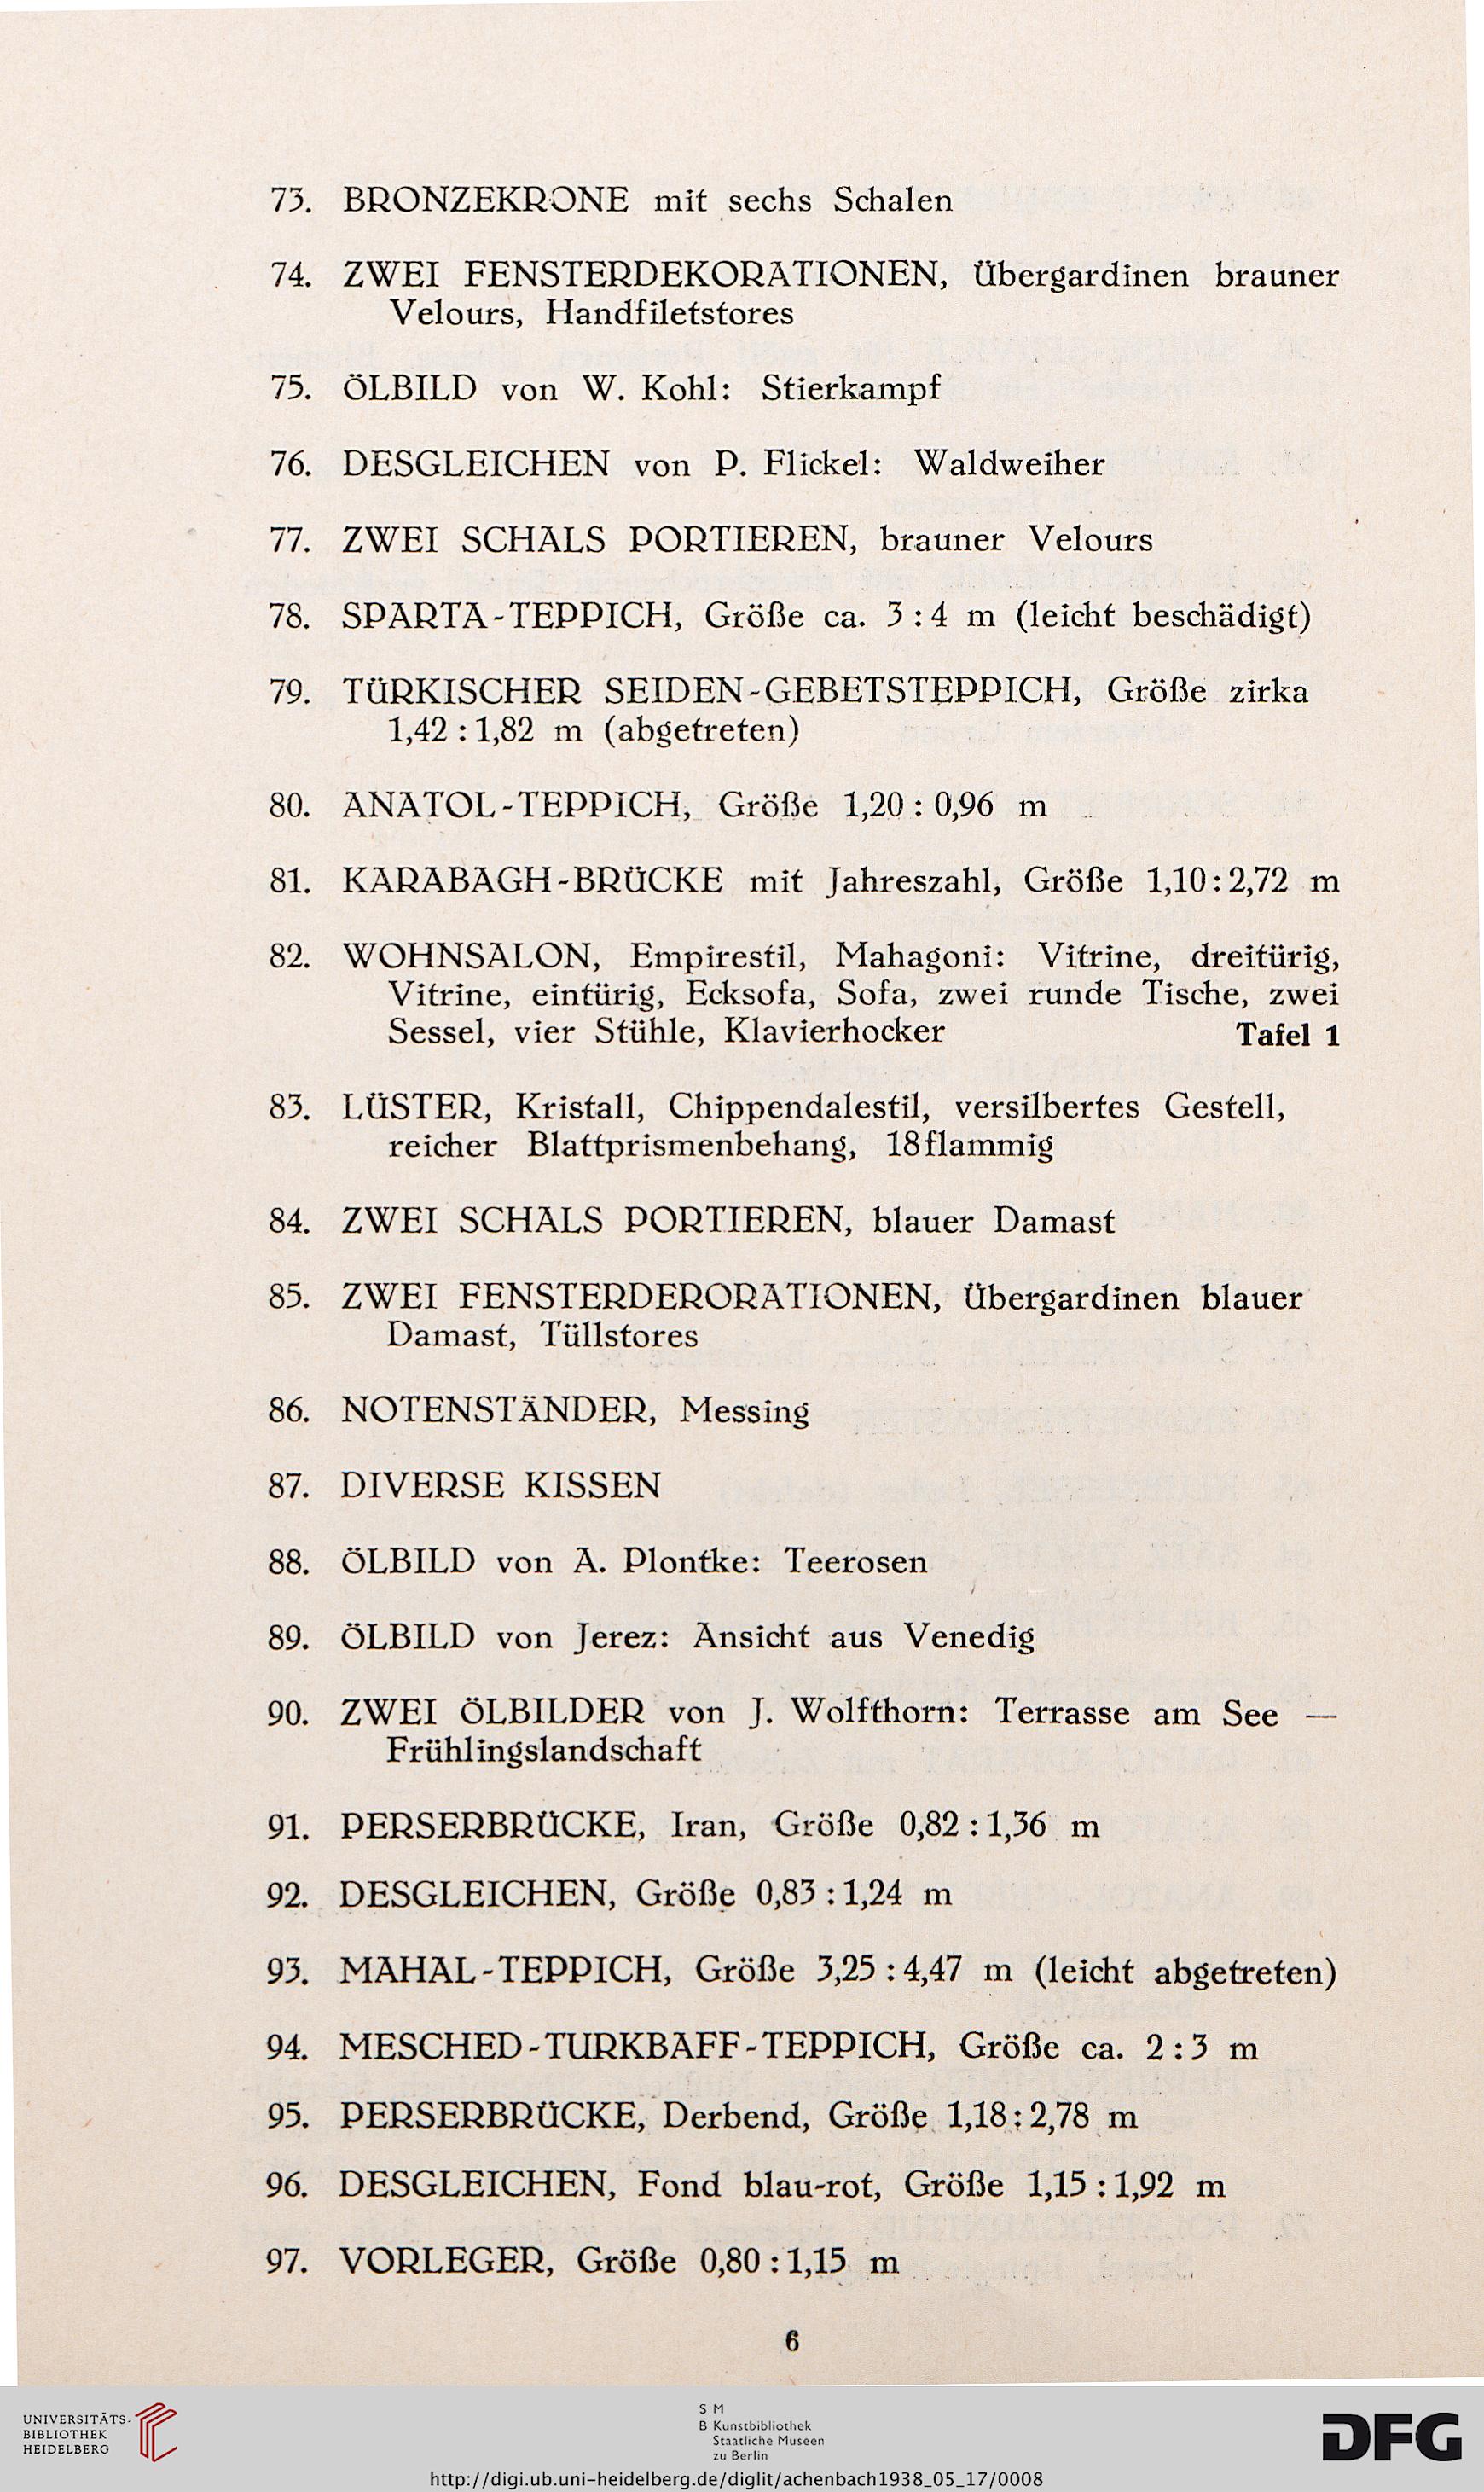 73. BRONZEKRONE mit sechs Schalen
74. ZWEI FENSTERDEKORATIONEN, Übergardinen brauner
Velours, Handfiletstores
75. ÖLBILD von W. Kohl: Stierkampf
76. DESGLEICHEN von P. Flickel: Waldweiher
77. ZWEI SCHALS PORTIEREN, brauner Velours
78. SPARTA-TEPPICH, Größe ca. 3 : 4 m (leicht beschädigt)
79. TÜRKISCHER SEIDEN-GEBETSTEPPICH, Größe zirka
1,42 : 1,82 m (abgetreten)
80. ANATOL-TEPPICH, Größe 1,20 : 0,96 m
81. KARABAGH-BRÜCKE mit Jahreszahl, Größe 1,10 : 2,72 m
82. WOHNSALON, Empirestil, Mahagoni: Vitrine, dreitürig,
Vitrine, eintürig, Ecksofa, Sofa, zwei runde Tische, zwei
Sessel, vier Stühle, Klavierhocker Tafel 1
83. LÜSTER, Kristall, Chippendalestil, versilbertes Gestell,
reicher Blattprismenbehang, 18flammig
84. ZWEI SCHALS PORTIEREN, blauer Damast
85. ZWEI FENSTERDERORATIONEN, Übergardinen blauer
Damast, Tüllstores
86. NOTENSTÄNDER, Messing
87. DIVERSE KISSEN
88. ÖLBILD von A. Plontke: Teerosen
89. ÖLBILD von Jerez: Ansicht aus Venedig
90. ZWEI ÖLBILDER von J. Wolfthorn: Terrasse am See —
Frühlingslandschaft
91. PERSERBRÜCKE, Iran, Größe 0,82 : 1,36 m
92. DESGLEICHEN, Größe 0,83 : 1,24 m
93. MAHAL-TEPPICH, Größe 3,25 : 4,47 m (leicht abgetreten)
94. MESCHED-TURKBAFF-TEPPICH, Größe ca. 2 : 3 m
95. PERSERBRÜCKE, Derbend, Größe 1,18 : 2,78 m
96. DESGLEICHEN, Fond blau-rot, Größe 1,15 : 1,92 m
97. VORLEGER, Größe 0,80 : 1,15 m
6
UNIVERSITÄTS-
BIBLIOTHEK
HEIDELBERG
S M
B Kunstbibliothek
Staatliche Museen
zu Berlin
DFG
http://digi.ub.uni-heidelberg.de/diglit/achenbach1938_05_17/0008